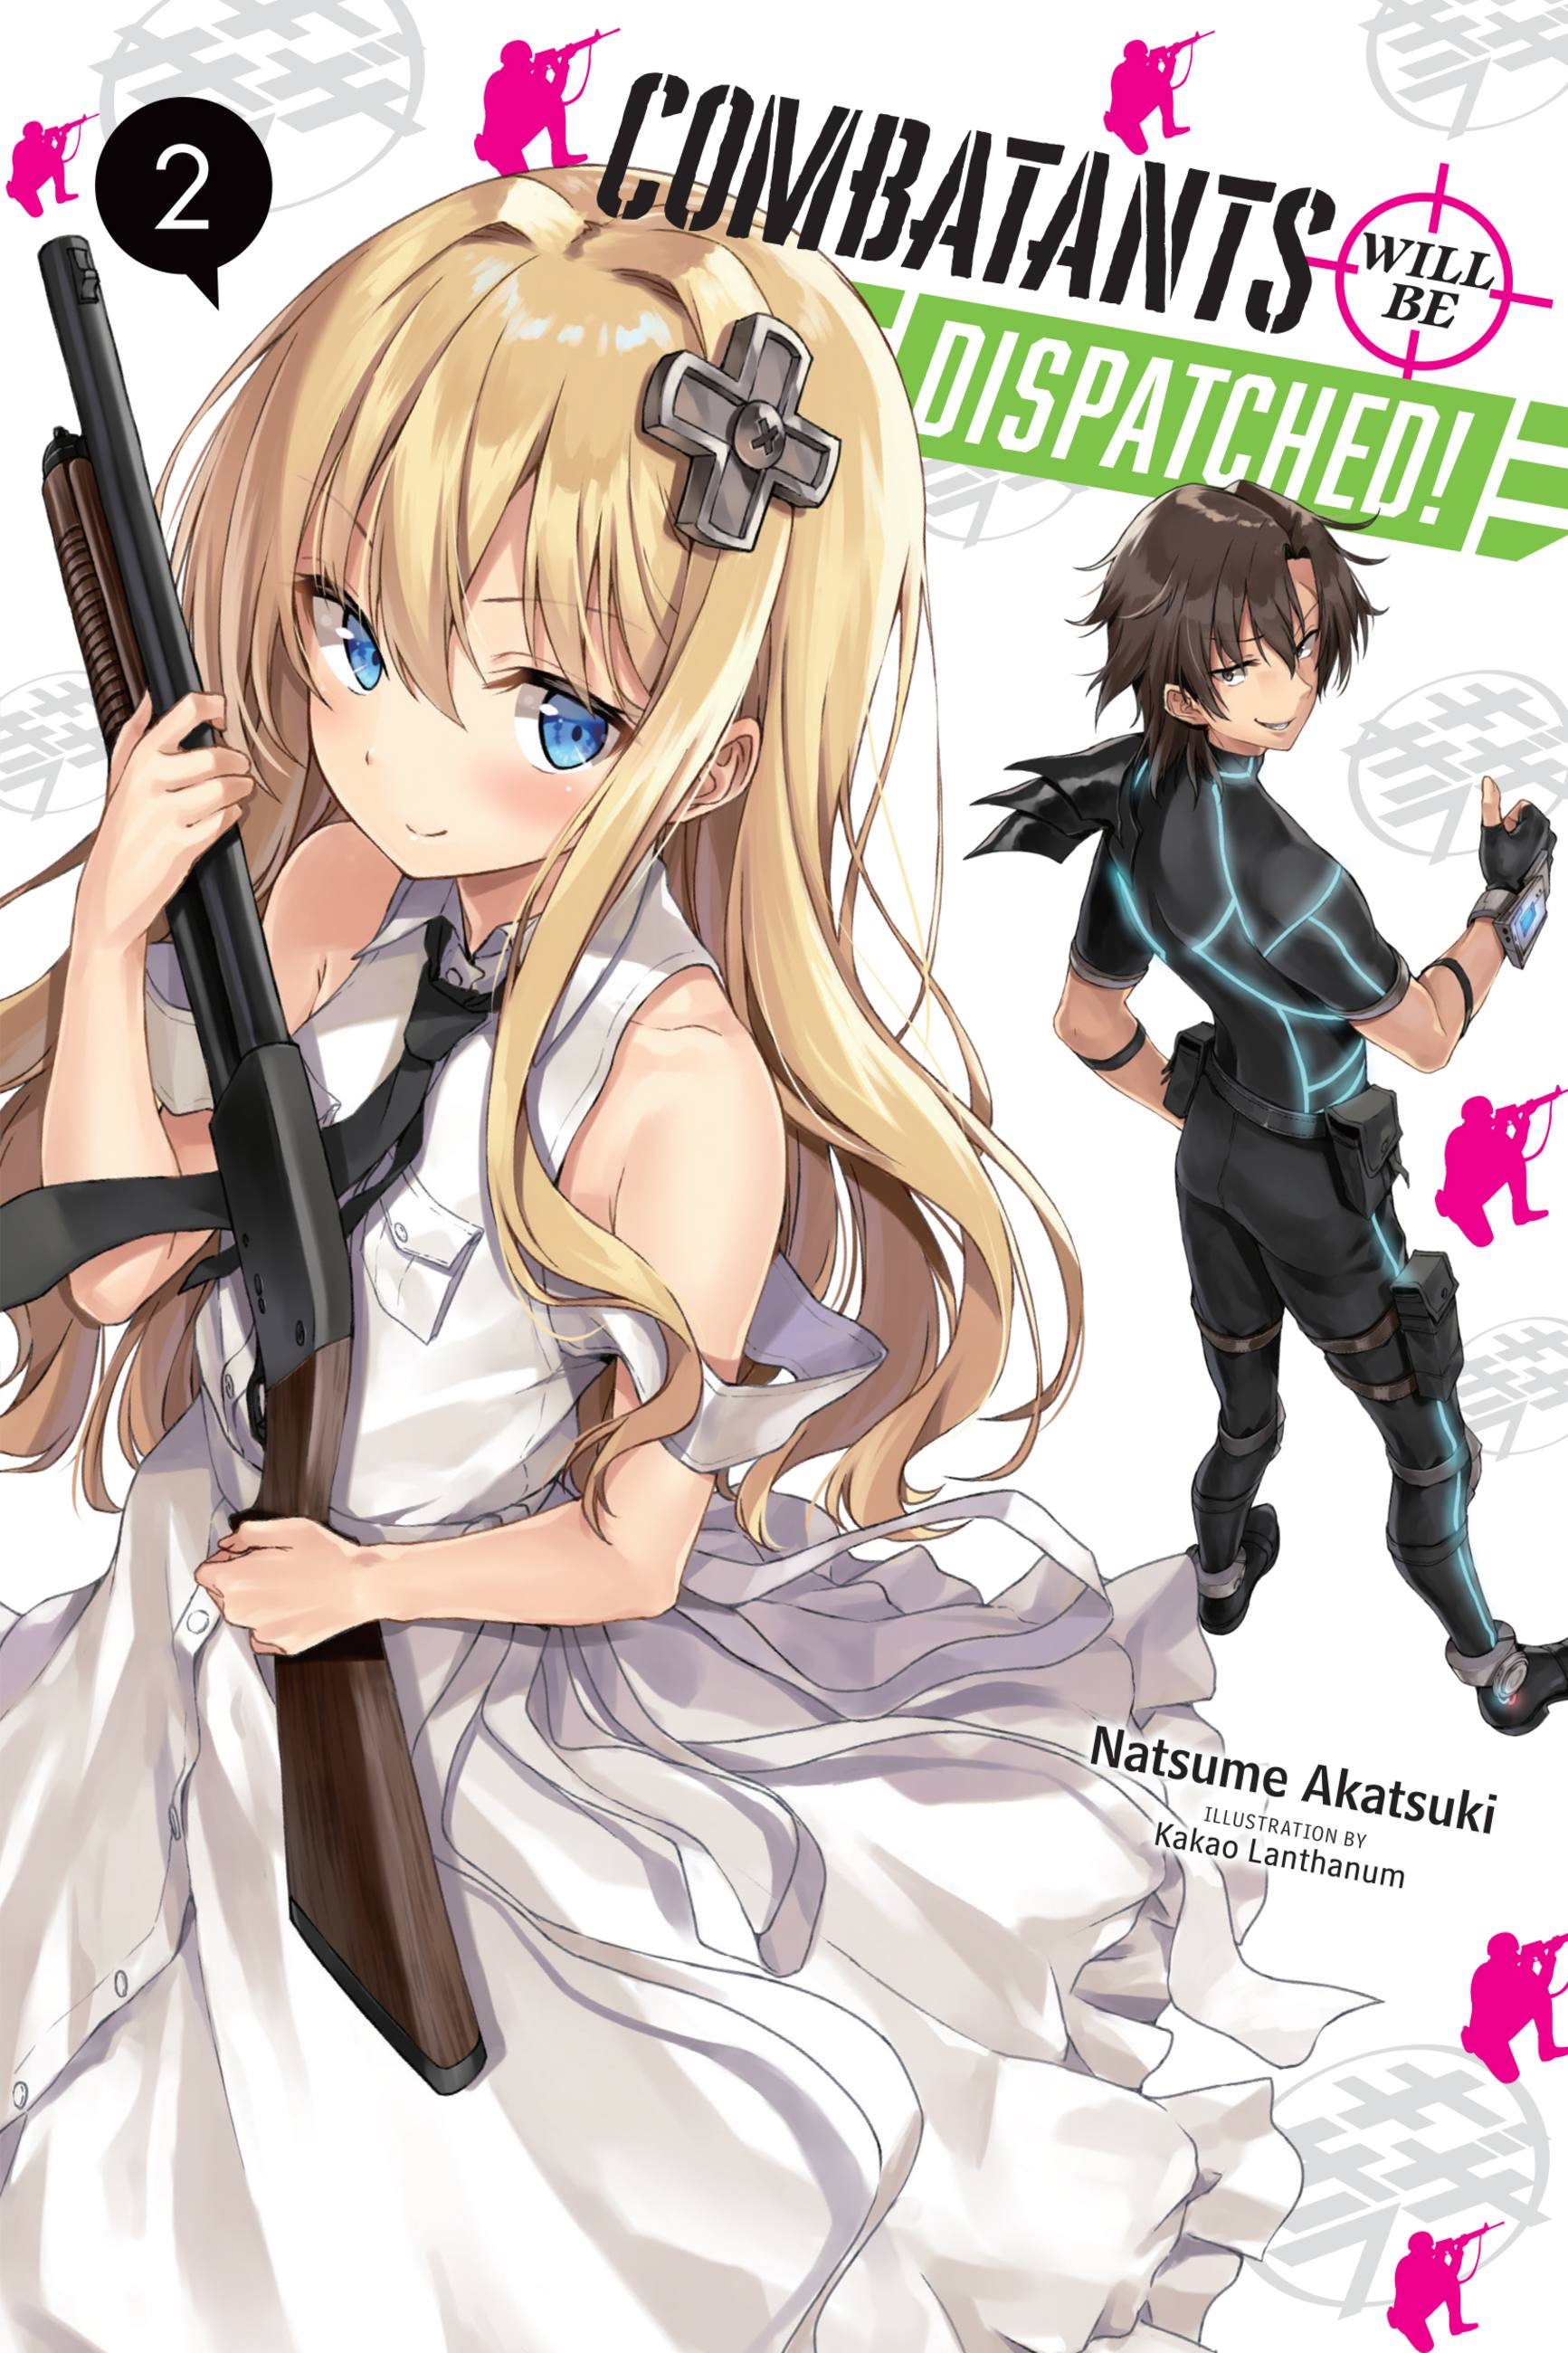 2
COMBATANTS
WILL
BE
DISPATCHED!
Natsume Akatsuki
ILLUSTRATION BY
Kakao Lanthanum